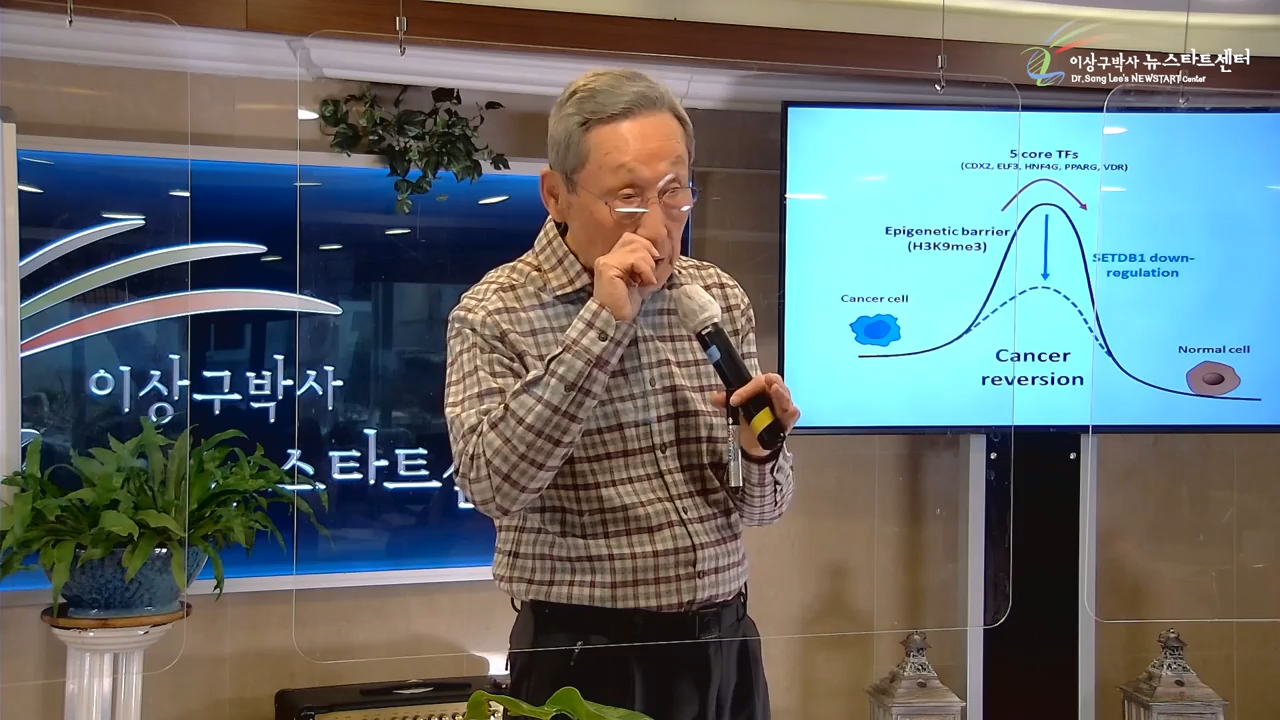 이상구박사 뉴스타트센터
Dr. Sang Lee's NEWSTART Center
5 core TFs
(CDX2, ELF3, HNF4G, PPARG, VDR)
Epigenetic barrier
(H3K9me3)
SETDB1 down-
regulation
Cancer cell
Normal cell
Cancer
reversion
이상구박사
스타트